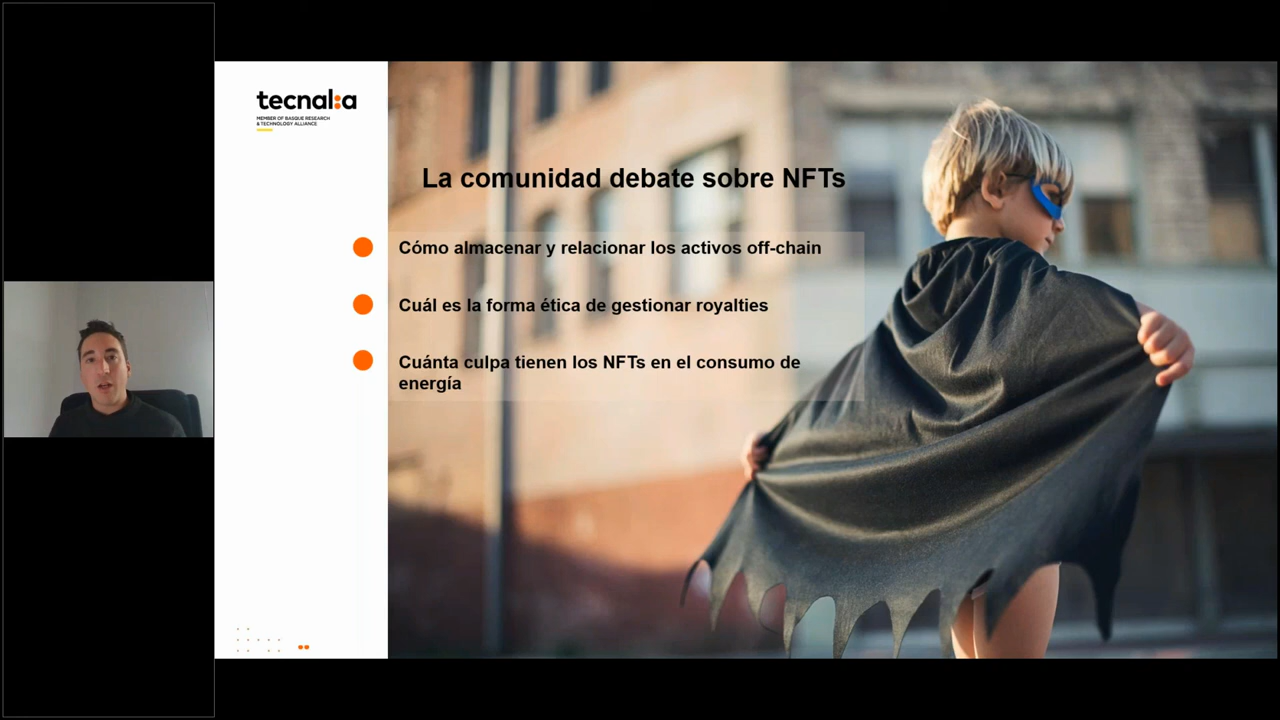 tecnal:a
MEMBER OF BASQUE RESEARCH
& TECHNOLOGY ALLIANCE
La comunidad debate sobre NFTs
Cómo almacenar y relacionar los activos off-chain
Cuál es la forma ética de gestionar royalties
Cuánta culpa tienen los NFTs en el consumo de
energía